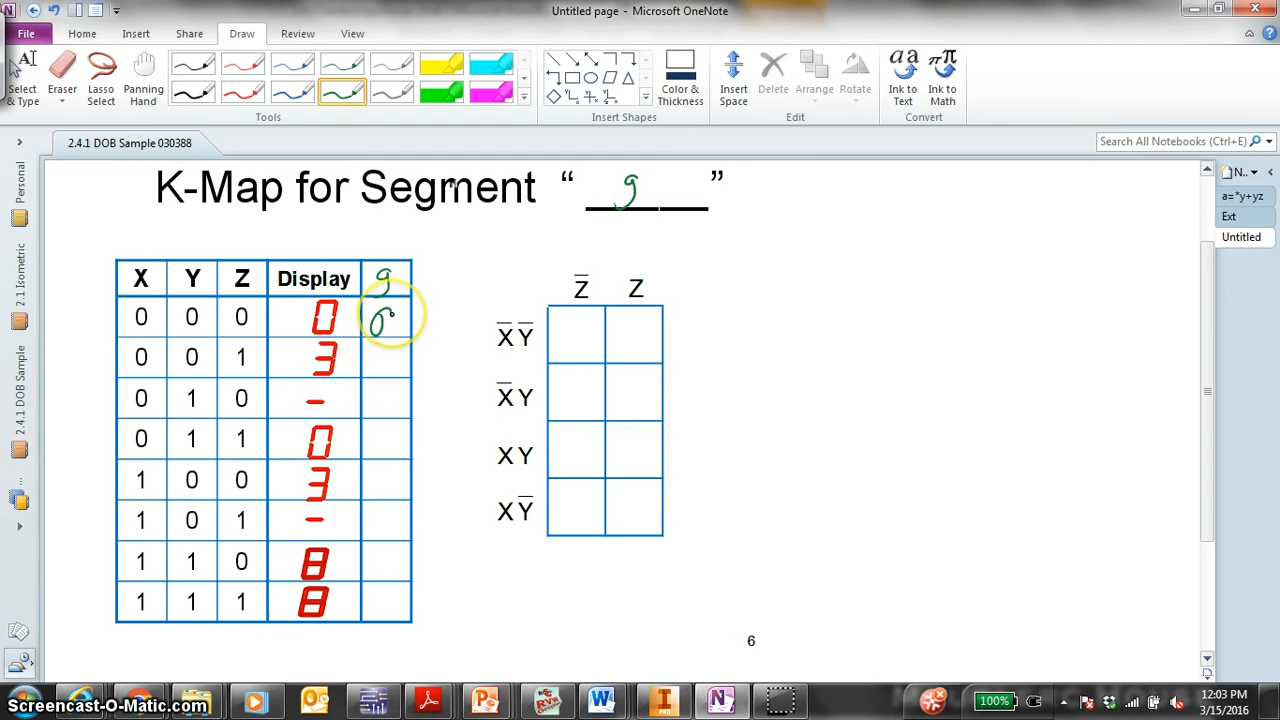 Untitled page - Microsoft OneNote
File Home Insert Share Draw Review View
Select & Type Eraser Lasso Select Panning Hand Color & Thickness Insert Space Delete Arrange Rotate Ink to Text Ink to Math
Tools Insert Shapes Edit Convert
2.4.1 DOB Sample 030388
Search All Notebooks (Ctrl+E)
Personal
2.1 Isometric
2.4.1 DOB Sample
N..
a=*y+yz
Ext
Untitled
K-Map for Segment “ g ”
X Y Z Display g
0 0 0 0 0
0 0 1 3
0 1 0 -
0 1 1 0
1 0 0 3
1 0 1 -
1 1 0 8
1 1 1 8
Z̅ Z
X̅ Y̅
X̅ Y
X Y
X Y̅
6
100%
12:03 PM
3/15/2016
Screencast-O-Matic.com